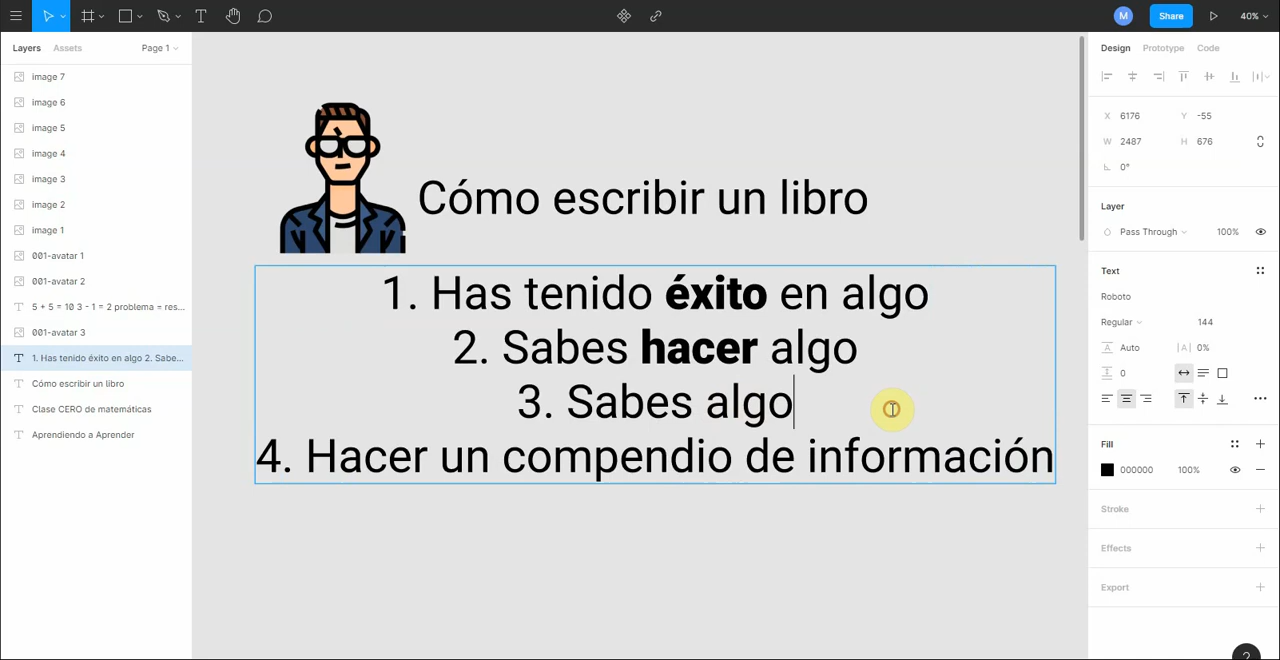 M
Share
40%
Layers
Assets
Page 1
image 7
image 6
image 5
image 4
image 3
image 2
image 1
001-avatar 1
001-avatar 2
5 + 5 = 10 3 - 1 = 2 problema = res...
001-avatar 3
1. Has tenido éxito en algo 2. Sabe...
Cómo escribir un libro
Clase CERO de matemáticas
Aprendiendo a Aprender
Cómo escribir un libro
1. Has tenido éxito en algo
2. Sabes hacer algo
3. Sabes algo
4. Hacer un compendio de información
Design Prototype Code
X 6176 Y -55
W 2487 H 676
0°
Layer
Pass Through 100%
Text
Roboto
Regular 144
A Auto |A| 0%
0
Fill
000000 100%
Stroke
Effects
Export
?